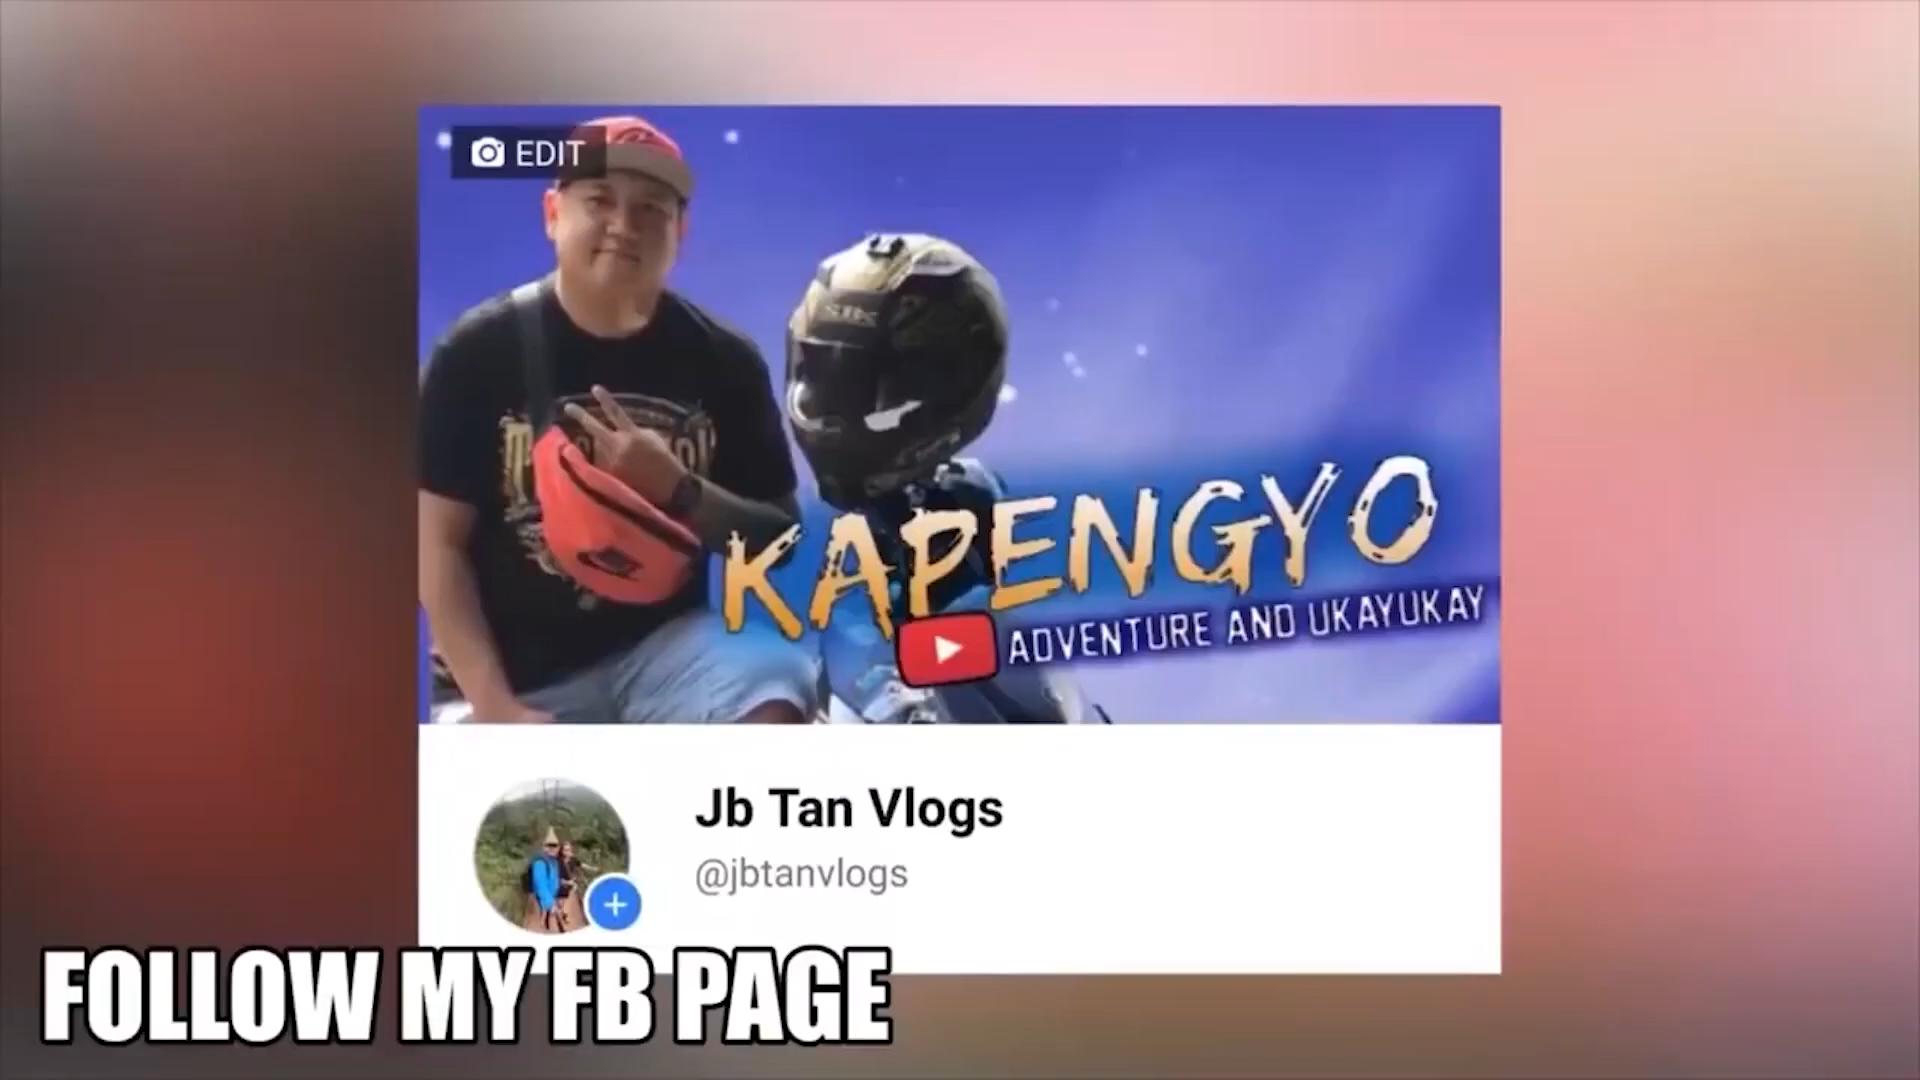 EDIT
KAPENGYO
ADVENTURE AND UKAYUKAY
Jb Tan Vlogs
@jbtanvlogs
FOLLOW MY FB PAGE